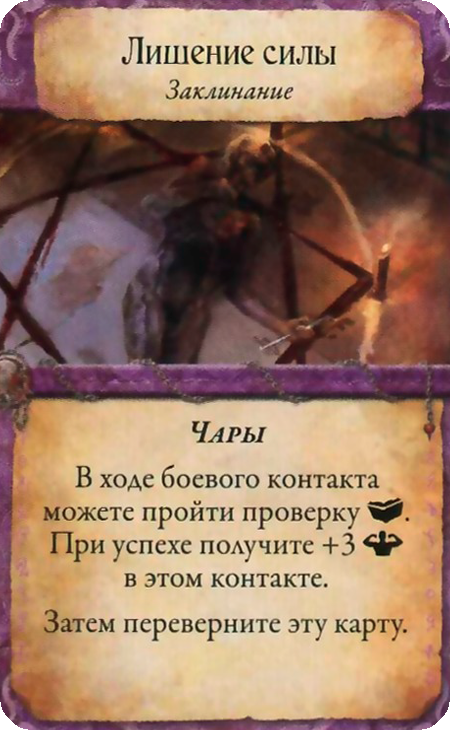 Лишение силы
Заклинание
Чары
В ходе боевого контакта
можете пройти проверку .
При успехе получите +3
в этом контакте.
Затем переверните эту карту.